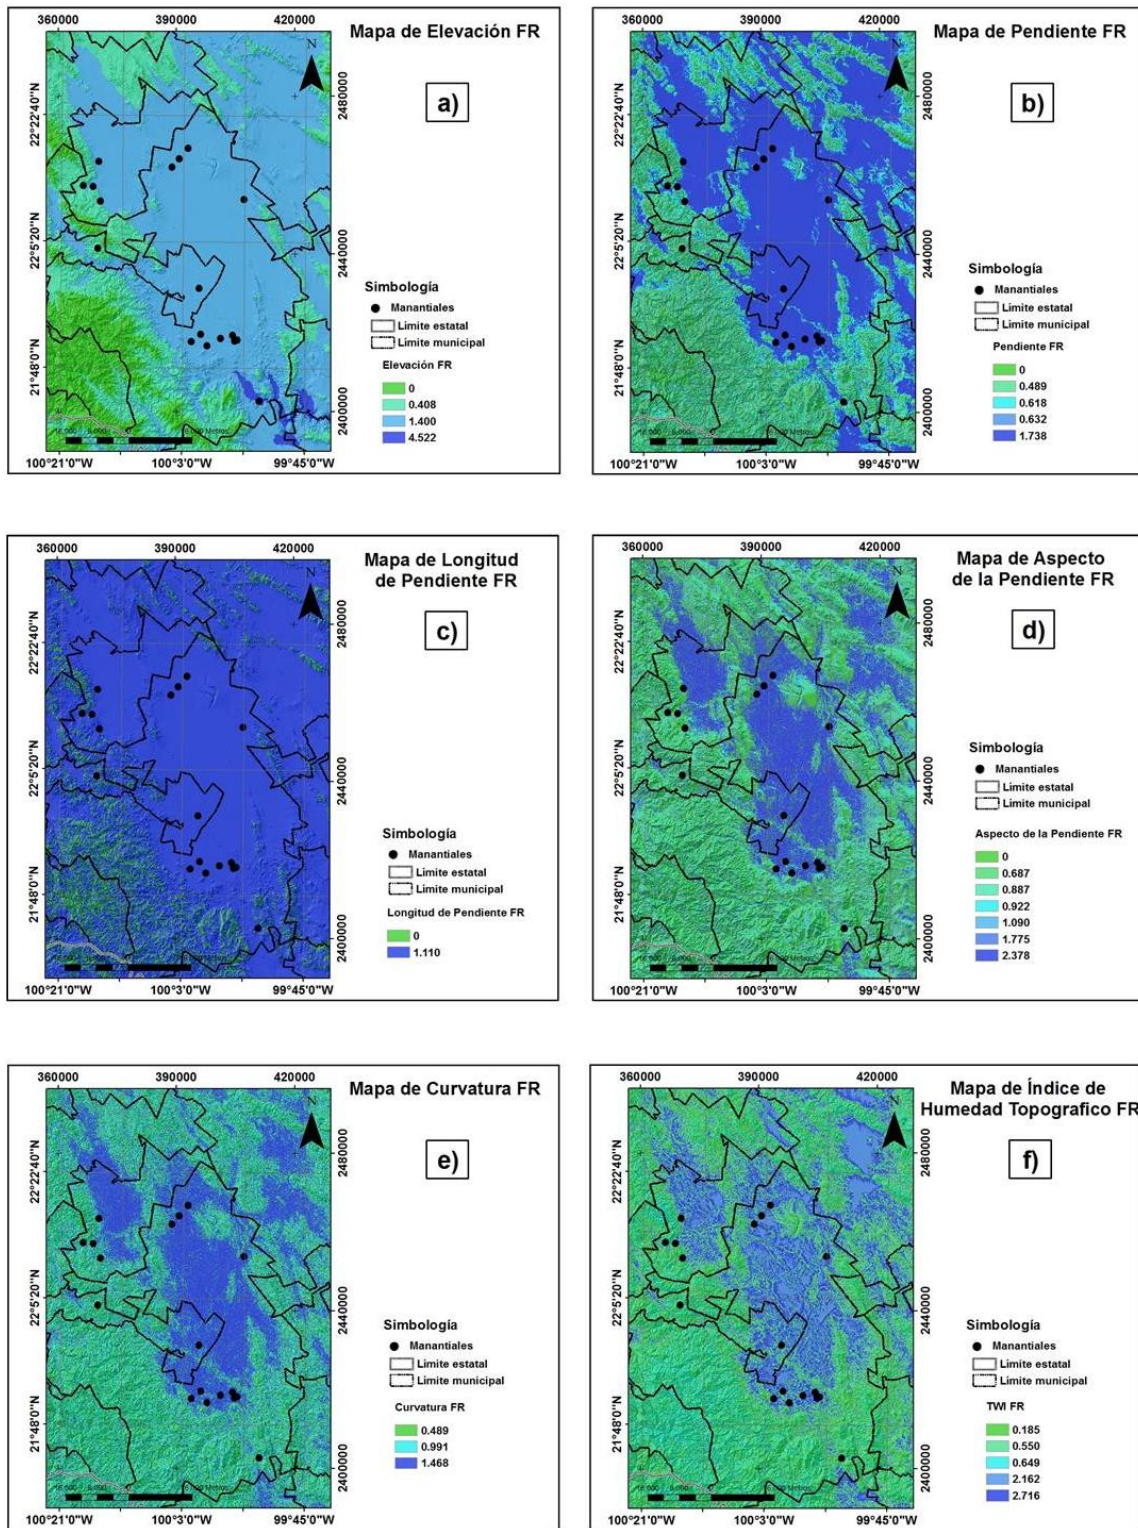 360000 390000 420000
Mapa de Elevación FR
N
a)
2480000
22°22'40''N
22°5'20''N
2440000
Simbología
Manantiales
Limite estatal
Limite municipal
21°48'0''N
Elevación FR
0
0.408
1.400
4.522
2400000
100°21'0"W 100°3'0"W 99°45'0"W
360000 390000 420000
Mapa de Pendiente FR
N
b)
2480000
22°22'40''N
22°5'20''N
2440000
Simbología
Manantiales
Limite estatal
Limite municipal
21°48'0''N
Pendiente FR
0
0.489
0.618
0.632
1.738
2400000
100°21'0"W 100°3'0"W 99°45'0"W
360000 390000 420000
Mapa de Longitud
de Pendiente FR
N
c)
2480000
22°22'40''N
22°5'20''N
2440000
Simbología
Manantiales
Limite estatal
Limite municipal
21°48'0''N
Longitud de Pendiente FR
0
1.110
2400000
100°21'0"W 100°3'0"W 99°45'0"W
360000 390000 420000
Mapa de Aspecto
de la Pendiente FR
N
d)
2480000
22°22'40''N
22°5'20''N
2440000
Simbología
Manantiales
Limite estatal
Limite municipal
21°48'0''N
Aspecto de la Pendiente FR
0
0.687
0.887
0.922
1.090
1.775
2.378
2400000
100°21'0"W 100°3'0"W 99°45'0"W
360000 390000 420000
Mapa de Curvatura FR
N
e)
2480000
22°22'40''N
22°5'20''N
2440000
Simbología
Manantiales
Limite estatal
Limite municipal
21°48'0''N
Curvatura FR
0.489
0.991
1.468
2400000
100°21'0"W 100°3'0"W 99°45'0"W
360000 390000 420000
Mapa de Índice de
Humedad Topografico FR
N
f)
2480000
22°22'40''N
22°5'20''N
2440000
Simbología
Manantiales
Limite estatal
Limite municipal
21°48'0''N
TWI FR
0.185
0.550
0.649
2.162
2.716
2400000
100°21'0"W 100°3'0"W 99°45'0"W